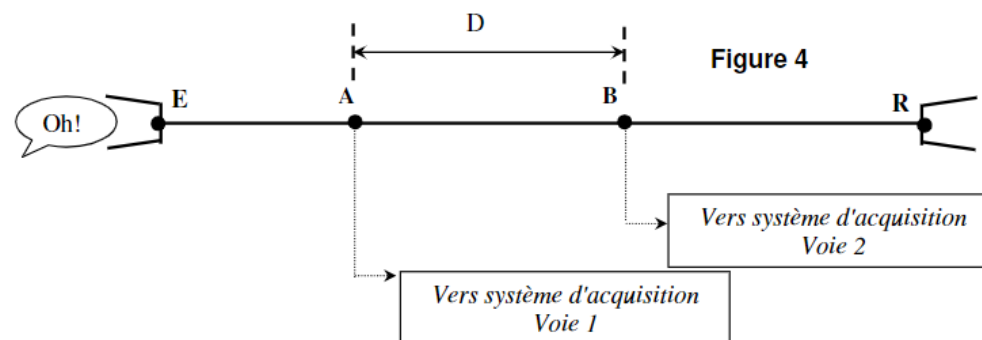 D
Figure 4
E
A
B
R
Oh!
Vers système d'acquisition
Voie 2
Vers système d'acquisition
Voie 1